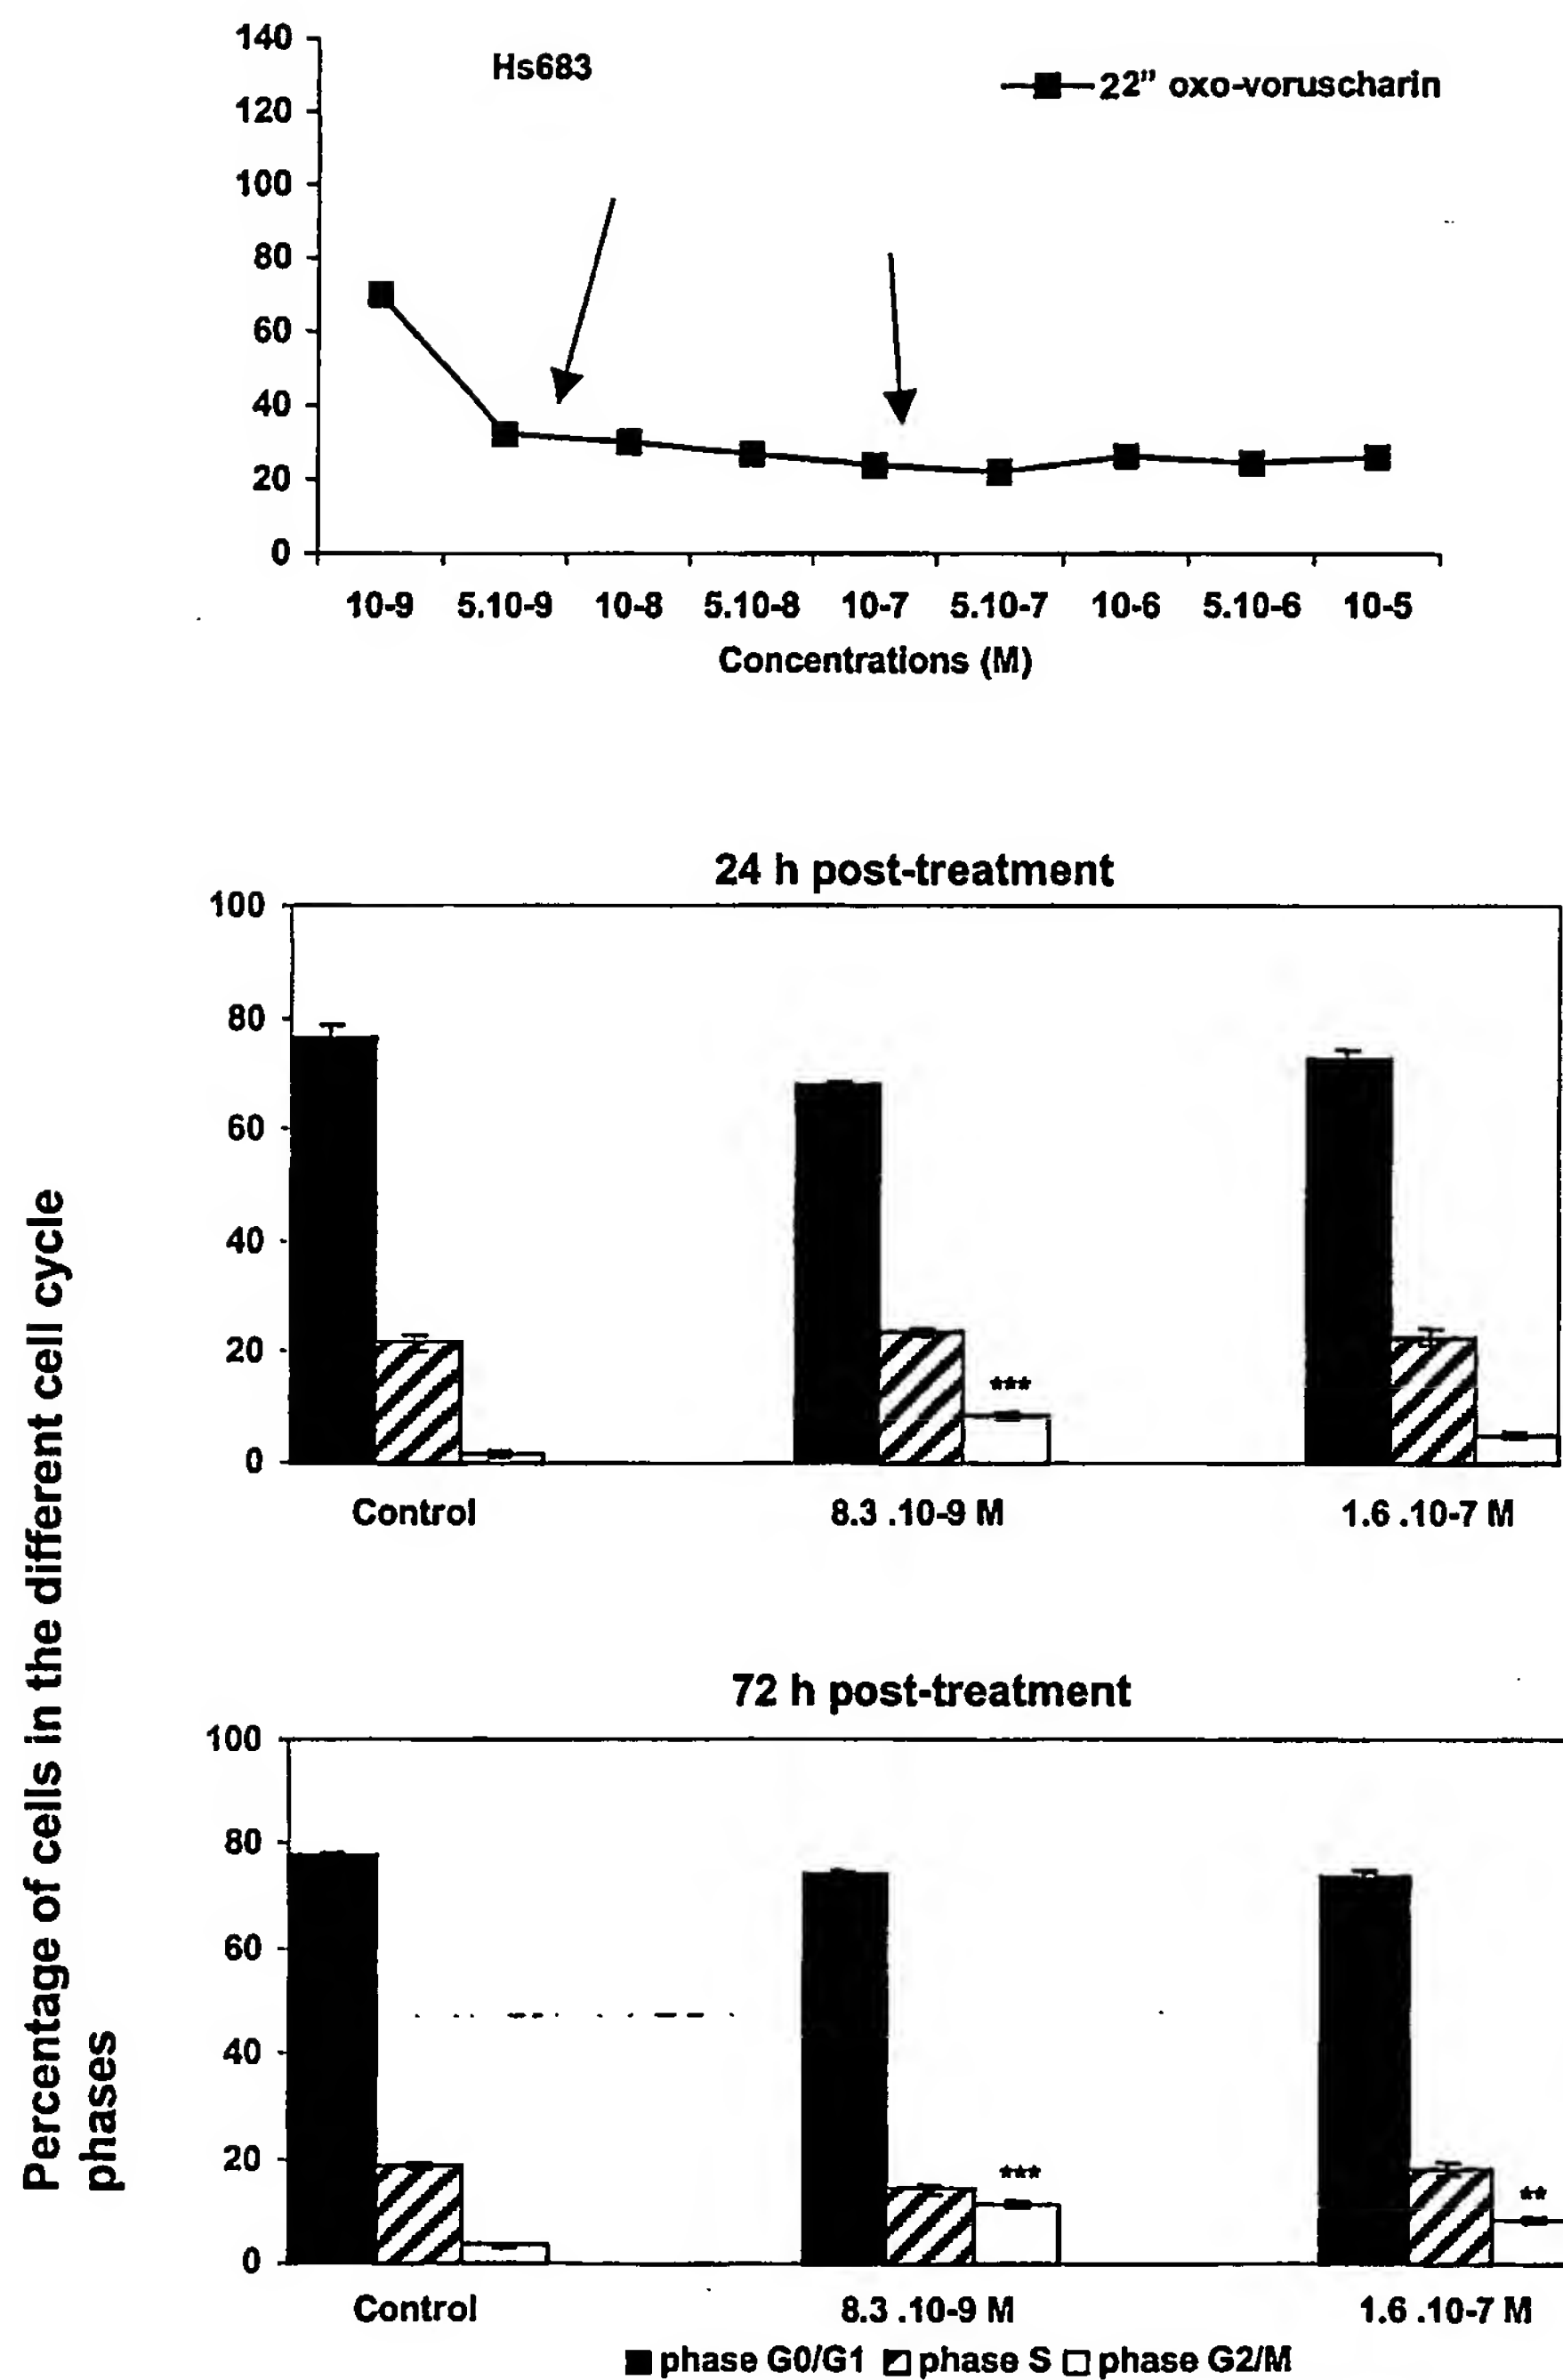 140
Hs683
22” oxo-voruscharin
120
100
80
60
40
20
0
10-9 5.10-9 10-8 5.10-8 10-7 5.10-7 10-6 5.10-6 10-5
Concentrations (M)
Percentage of cells in the different cell cycle
phases
24 h post-treatment
100
80
60
40
20
0
***
Control 8.3 .10-9 M 1.6 .10-7 M
72 h post-treatment
100
80
60
40
20
0
***
**
Control 8.3 .10-9 M 1.6 .10-7 M
phase G0/G1 phase S phase G2/M